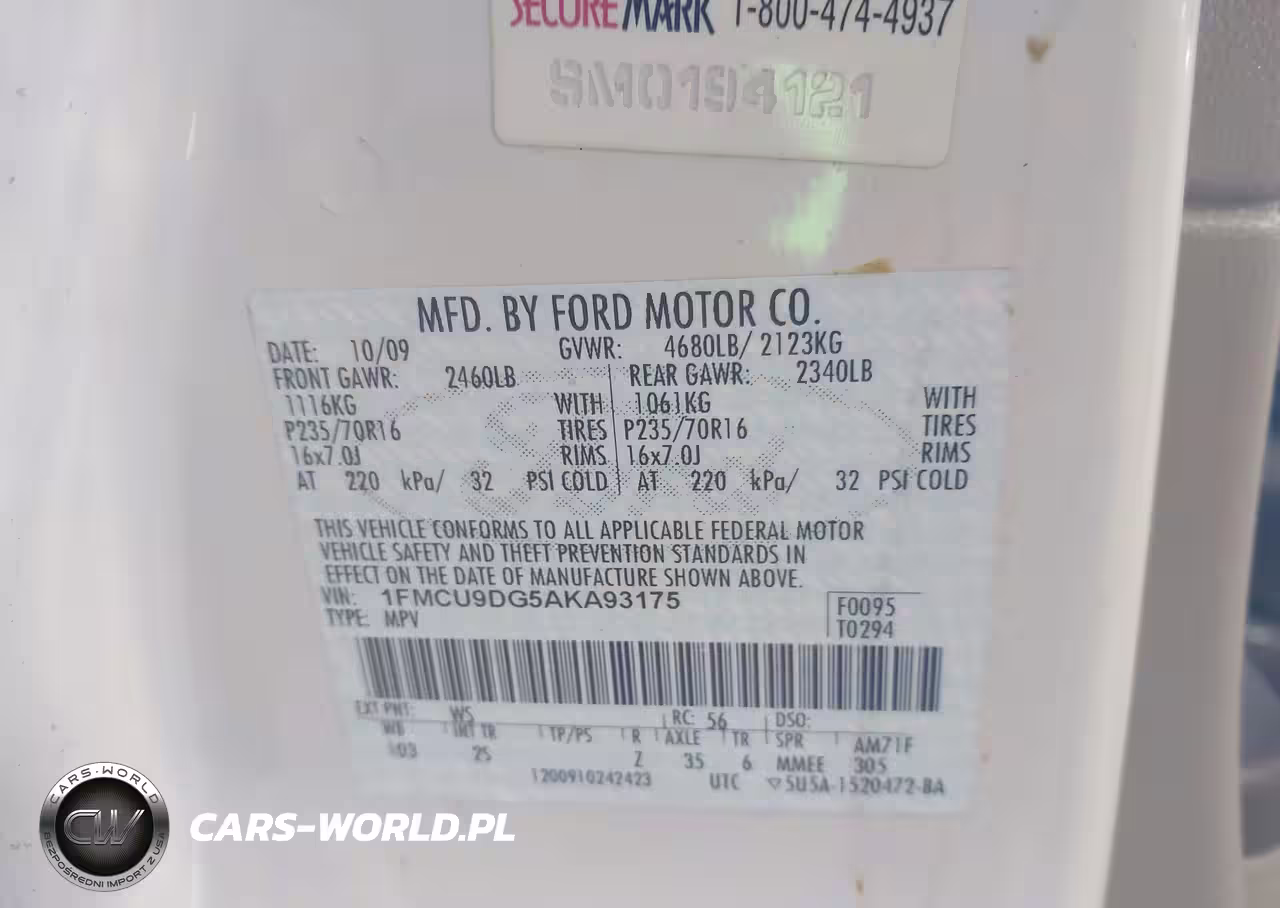 SECUREMARK 1-800-474-4937
SM0194121
MFD. BY FORD MOTOR CO.
DATE: 10/09 GVWR: 4680LB/ 2123KG
FRONT GAWR: 2460LB REAR GAWR: 2340LB
1116KG WITH 1061KG WITH
P235/70R16 TIRES P235/70R16 TIRES
16x7.0J RIMS 16x7.0J RIMS
AT 220 kPa/ 32 PSI COLD AT 220 kPa/ 32 PSI COLD
THIS VEHICLE CONFORMS TO ALL APPLICABLE FEDERAL MOTOR
VEHICLE SAFETY AND THEFT PREVENTION STANDARDS IN
EFFECT ON THE DATE OF MANUFACTURE SHOWN ABOVE.
VIN: 1FMCU9DG5AKA93175 F0095
TYPE: MPV T0294
EXT PNT: WS RC: 56 DSO:
WB INT TR TP/PS R AXLE TR SPR AM71F
103 2S Z 35 6 MMEE 305
1200910242423 UTC ▽5U5A-1520472-BA
CARS-WORLD
CW
BEZPOŚREDNI IMPORT Z USA
CARS-WORLD.PL